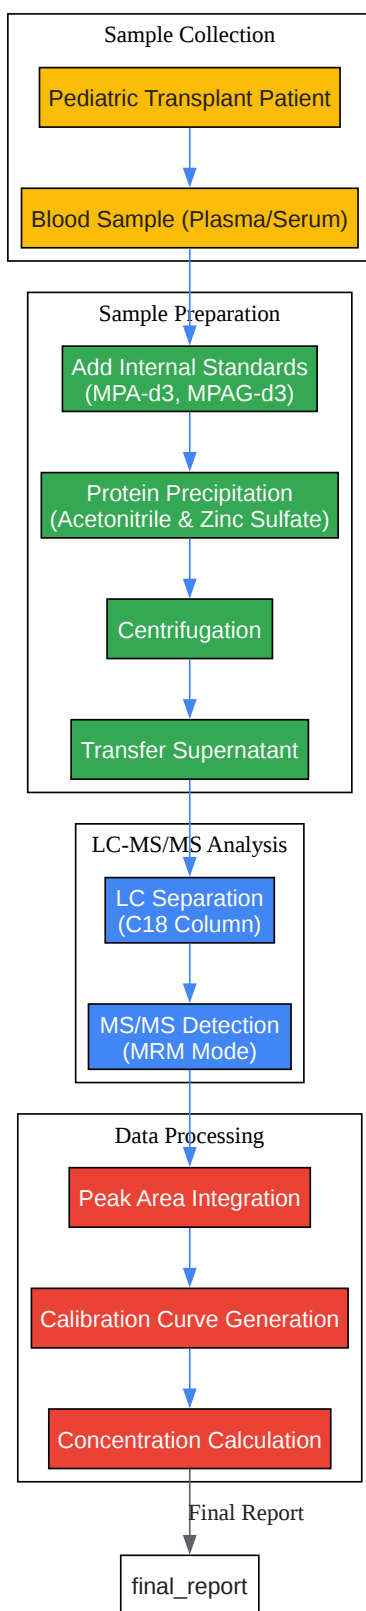 Sample Collection
Pediatric Transplant Patient
Blood Sample (Plasma/Serum)
Sample Preparation
Add Internal Standards
(MPA-d3, MPAG-d3)
Protein Precipitation
(Acetonitrile & Zinc Sulfate)
Centrifugation
Transfer Supernatant
LC-MS/MS Analysis
LC Separation
(C18 Column)
MS/MS Detection
(MRM Mode)
Data Processing
Peak Area Integration
Calibration Curve Generation
Concentration Calculation
Final Report
final_report